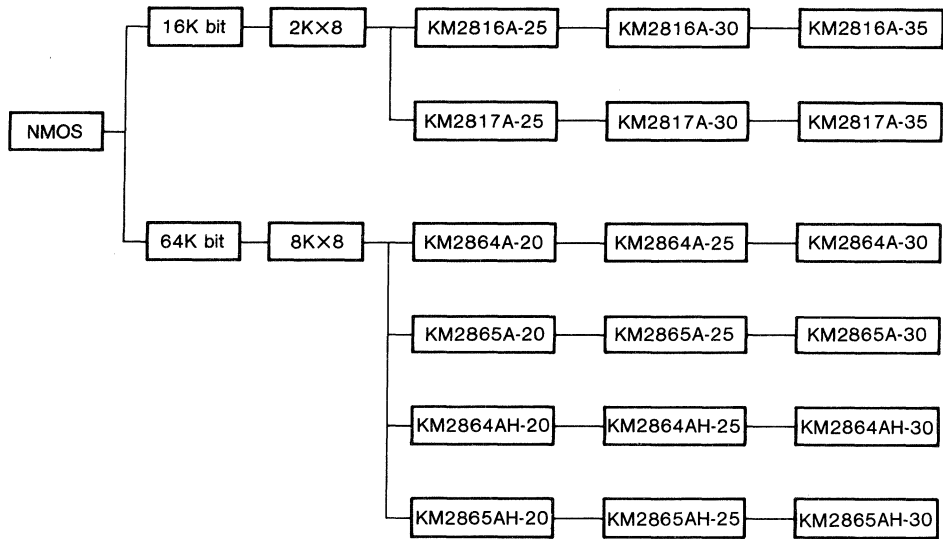 16K bit 2K×8 KM2816A-25 KM2816A-30 KM2816A-35
KM2817A-25 KM2817A-30 KM2817A-35
NMOS
64K bit 8K×8 KM2864A-20 KM2864A-25 KM2864A-30
KM2865A-20 KM2865A-25 KM2865A-30
KM2864AH-20 KM2864AH-25 KM2864AH-30
KM2865AH-20 KM2865AH-25 KM2865AH-30